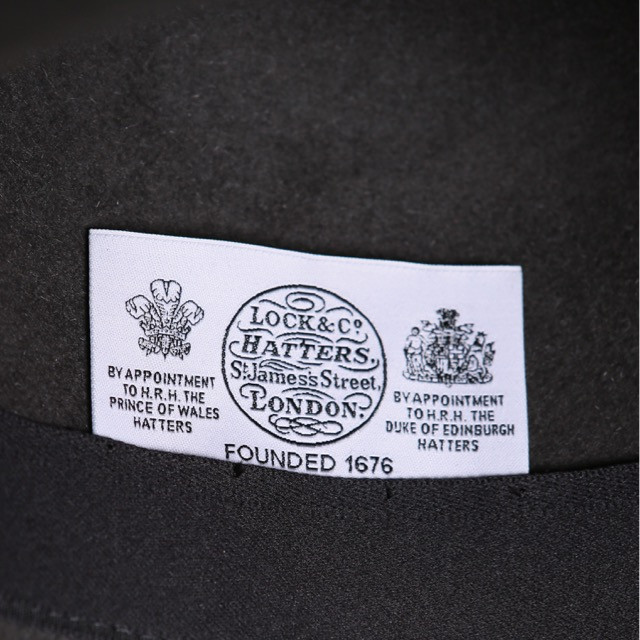 BY APPOINTMENT
TO H.R.H. THE
PRINCE OF WALES
HATTERS
LOCK & Co.
HATTERS.,
St. James's Street,
LONDON.
FOUNDED 1676
BY APPOINTMENT
TO H.R.H. THE
DUKE OF EDINBURGH
HATTERS